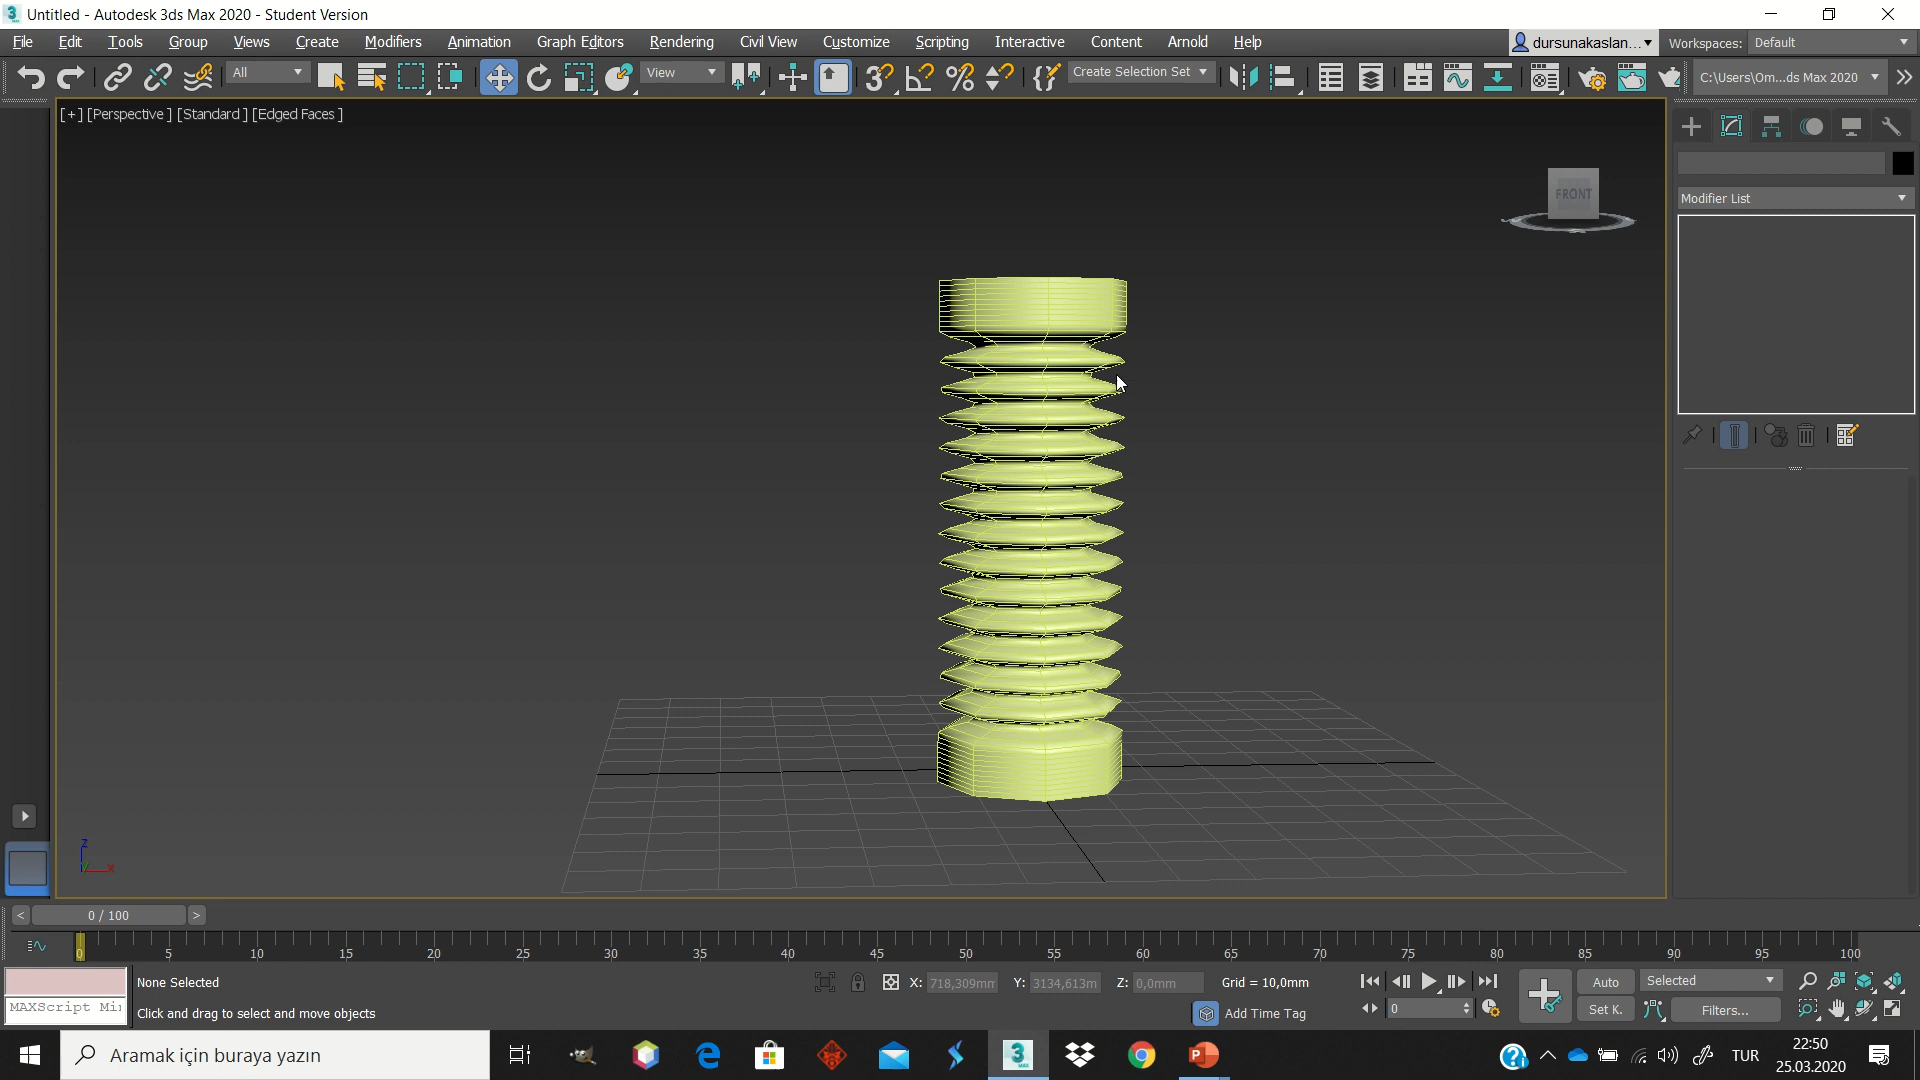 Untitled - Autodesk 3ds Max 2020 - Student Version
File Edit Tools Group Views Create Modifiers Animation Graph Editors Rendering Civil View Customize Scripting Interactive Content Arnold Help
dursunakaslan... Workspaces: Default
All View Create Selection Set C:\Users\Om...ds Max 2020
[+] [Perspective ] [Standard ] [Edged Faces ]
FRONT
Modifier List
z
x
< 0 / 100 >
0 5 10 15 20 25 30 35 40 45 50 55 60 65 70 75 80 85 90 95 100
None Selected X: 718,309mm Y: 3134,613m Z: 0,0mm Grid = 10,0mm Auto Selected
MAXScript Mi Click and drag to select and move objects Add Time Tag 0 Set K. Filters...
Aramak için buraya yazın
TUR
22:50
25.03.2020